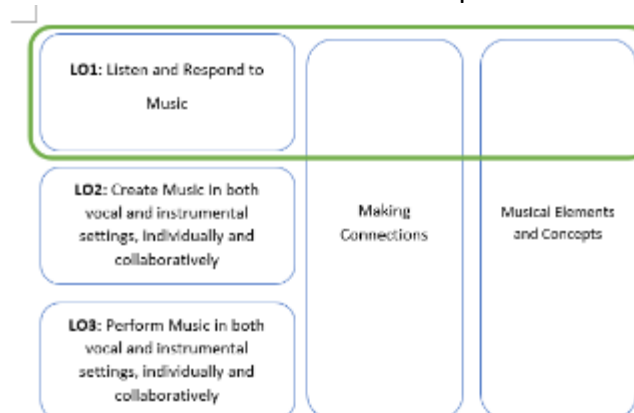 LO1: Listen and Respond to
Music
LO2: Create Music in both
vocal and instrumental
settings, individually and
collaboratively
LO3: Perform Music in both
vocal and instrumental
settings, individually and
collaboratively
Making
Connections
Musical Elements
and Concepts